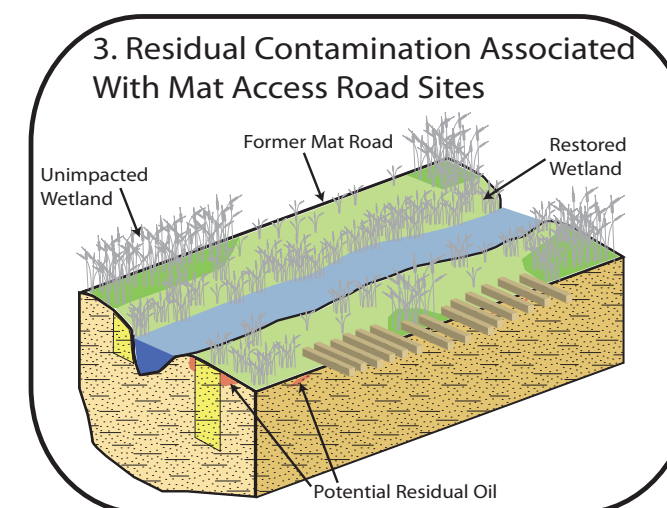 3. Residual Contamination Associated
With Mat Access Road Sites
Former Mat Road
Restored
Wetland
Unimpacted
Wetland
Potential Residual Oil